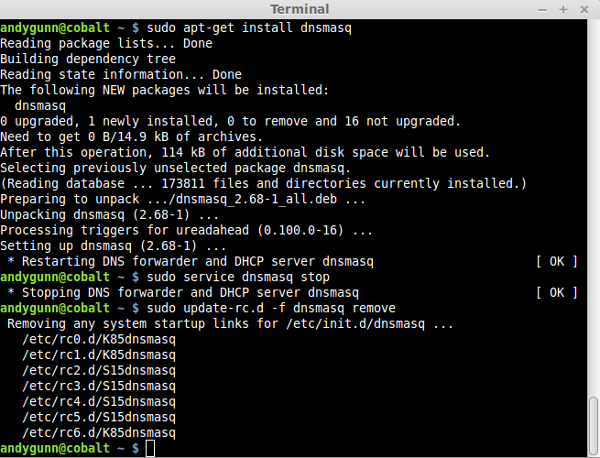 Terminal
andygunn@cobalt ~ $ sudo apt-get install dnsmasq
Reading package lists... Done
Building dependency tree
Reading state information... Done
The following NEW packages will be installed:
  dnsmasq
0 upgraded, 1 newly installed, 0 to remove and 16 not upgraded.
Need to get 0 B/14.9 kB of archives.
After this operation, 114 kB of additional disk space will be used.
Selecting previously unselected package dnsmasq.
(Reading database ... 173811 files and directories currently installed.)
Preparing to unpack .../dnsmasq_2.68-1_all.deb ...
Unpacking dnsmasq (2.68-1) ...
Processing triggers for ureadahead (0.100.0-16) ...
Setting up dnsmasq (2.68-1) ...
 * Restarting DNS forwarder and DHCP server dnsmasq [ OK ]
andygunn@cobalt ~ $ sudo service dnsmasq stop
 * Stopping DNS forwarder and DHCP server dnsmasq [ OK ]
andygunn@cobalt ~ $ sudo update-rc.d -f dnsmasq remove
 Removing any system startup links for /etc/init.d/dnsmasq ...
   /etc/rc0.d/K85dnsmasq
   /etc/rc1.d/K85dnsmasq
   /etc/rc2.d/S15dnsmasq
   /etc/rc3.d/S15dnsmasq
   /etc/rc4.d/S15dnsmasq
   /etc/rc5.d/S15dnsmasq
   /etc/rc6.d/K85dnsmasq
andygunn@cobalt ~ $